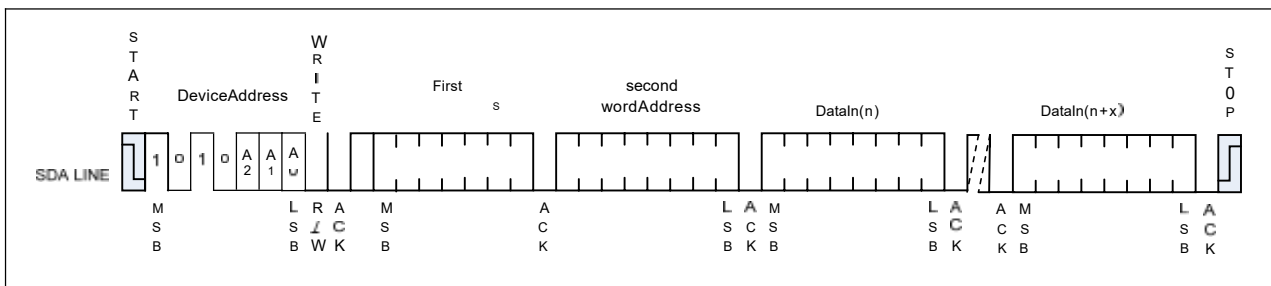 START
WRITE
STOP
DeviceAddress
First
s
second
wordAddress
DataIn(n)
DataIn(n+x)
SDA LINE
1 0 1 0 A2 A1 A0
MSB
LSB
R/W
ACK
MSB
ACK
LSB
ACK
MSB
LSB
ACK
ACK
MSB
LSB
ACK